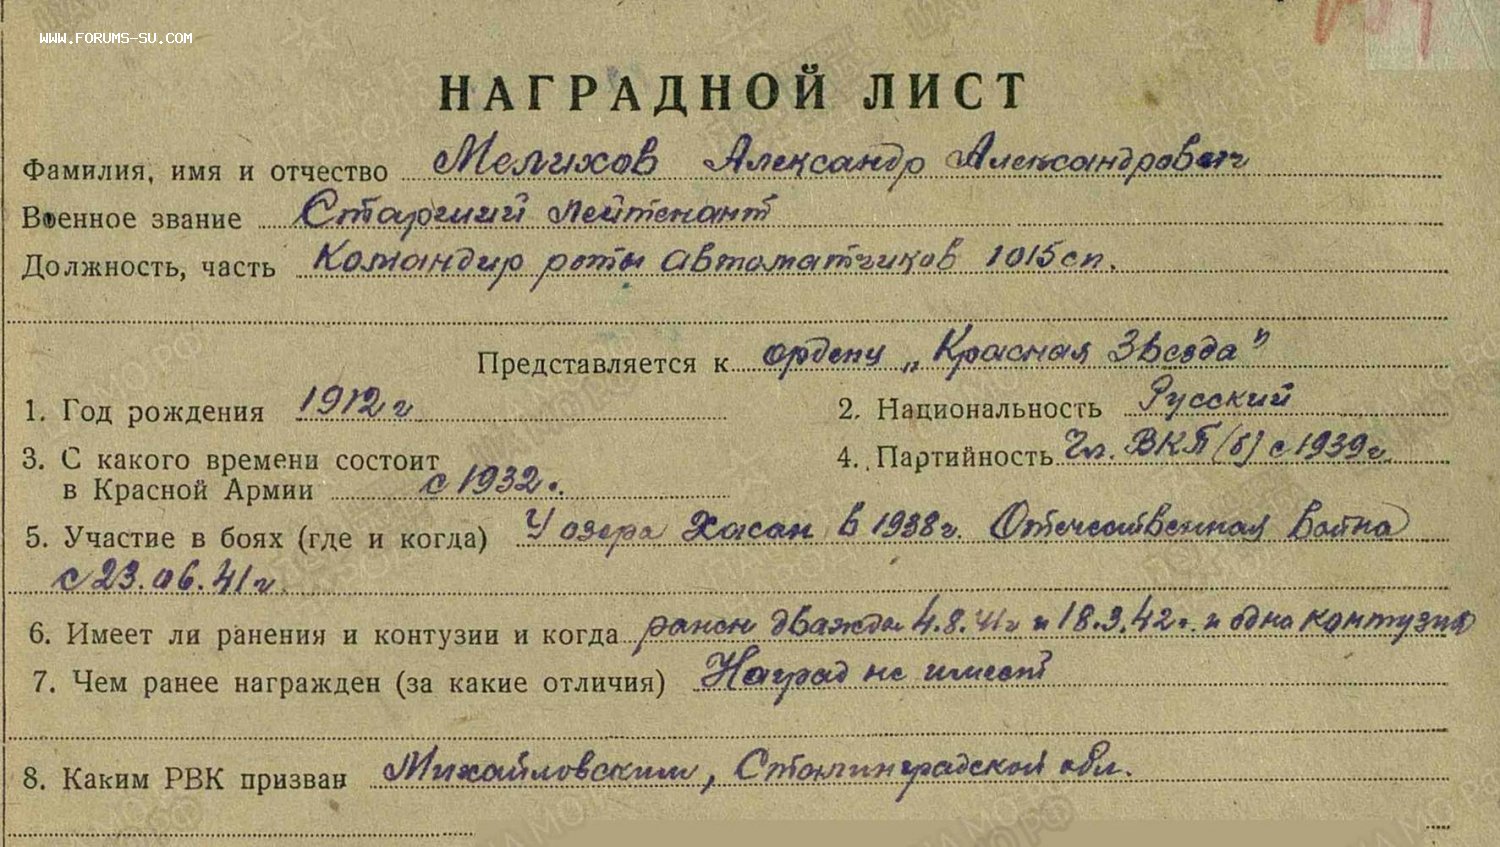 WWW.FORUMS-SU.COM
НАГРАДНОЙ ЛИСТ
Фамилия, имя и отчество Мелихов Александр Александрович
Военное звание Старший лейтенант
Должность, часть Командир роты автоматчиков 1015 сп.
Представляется к ордену „Красная Звезда"
1. Год рождения 1912 г
2. Национальность Русский
3. С какого времени состоит
в Красной Армии с 1932 г.
4. Партийность Чл. ВКП/б/ с 1939 г.
5. Участие в боях (где и когда) У озера Хасан в 1938 г. Отечественная война
с 23.06.41 г.
6. Имеет ли ранения и контузии и когда ранен дважды 4.8.41 г и 18.9.42 г. и одна контузия
7. Чем ранее награжден (за какие отличия) Наград не имеет
8. Каким РВК призван Михайловским, Сталинградской обл.